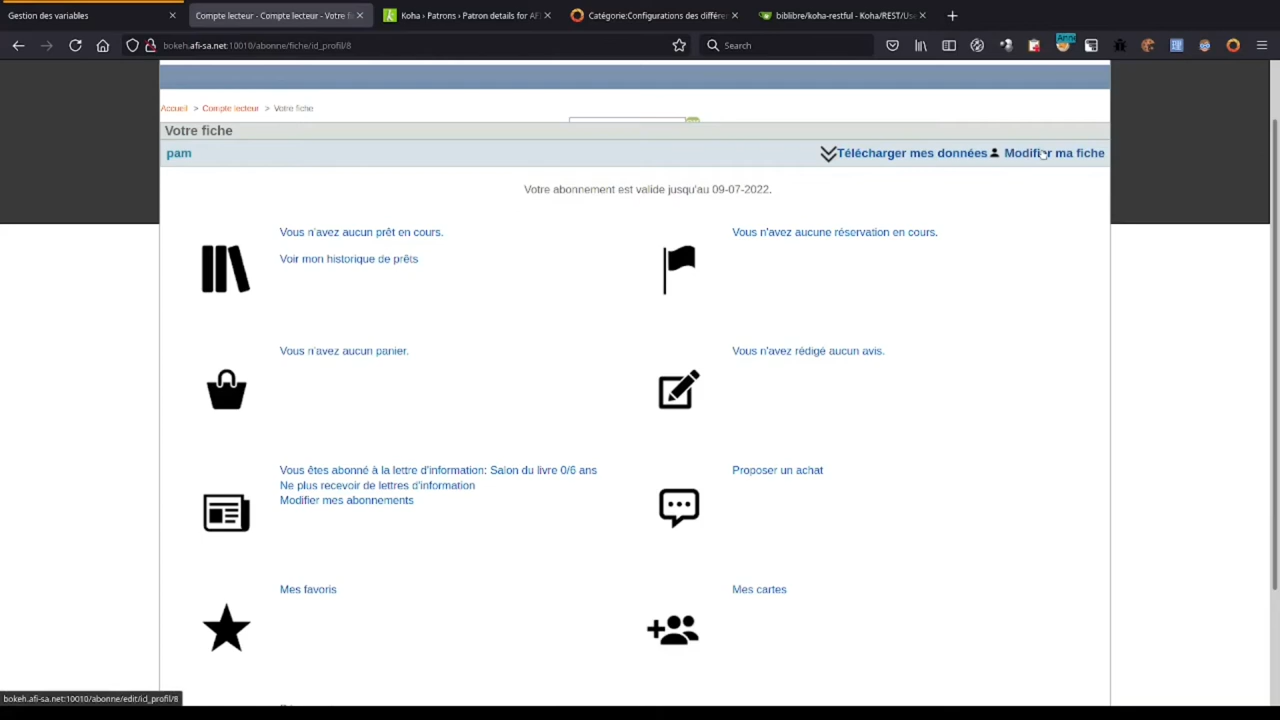 Gestion des variables
Compte lecteur - Compte lecteur - Votre fi
Koha › Patrons › Patron details for AFI
Catégorie:Configurations des différe
biblibre/koha-restful - Koha/REST/Us
bokeh.afi-sa.net:10010/abonne/fiche/id_profil/8
Search
Accueil > Compte lecteur > Votre fiche
Votre fiche
pam
Télécharger mes données
Modifier ma fiche
Votre abonnement est valide jusqu'au 09-07-2022.
Vous n'avez aucun prêt en cours.
Voir mon historique de prêts
Vous n'avez aucune réservation en cours.
Vous n'avez aucun panier.
Vous n'avez rédigé aucun avis.
Vous êtes abonné à la lettre d'information: Salon du livre 0/6 ans
Ne plus recevoir de lettres d'information
Modifier mes abonnements
Proposer un achat
Mes favoris
Mes cartes
bokeh.afi-sa.net:10010/abonne/edit/id_profil/8